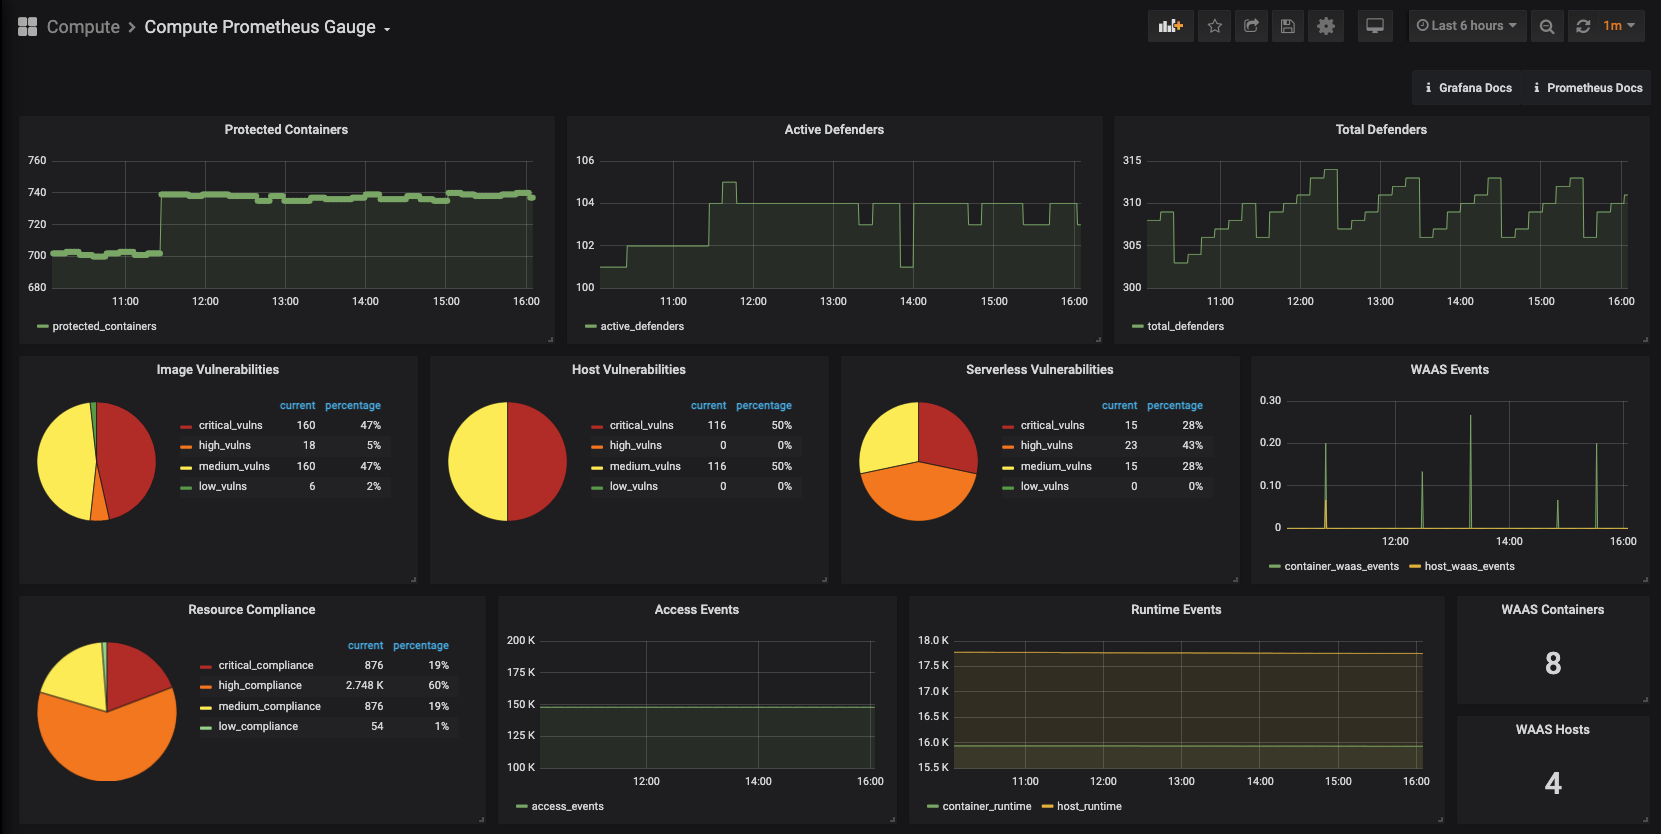 Compute > Compute Prometheus Gauge
Last 6 hours
1m
Grafana Docs
Prometheus Docs
Protected Containers
760
740
720
700
680
11:00 12:00 13:00 14:00 15:00 16:00
protected_containers
Active Defenders
106
104
102
100
11:00 12:00 13:00 14:00 15:00 16:00
active_defenders
Total Defenders
315
310
305
300
11:00 12:00 13:00 14:00 15:00 16:00
total_defenders
Image Vulnerabilities
current percentage
critical_vulns 160 47%
high_vulns 18 5%
medium_vulns 160 47%
low_vulns 6 2%
Host Vulnerabilities
current percentage
critical_vulns 116 50%
high_vulns 0 0%
medium_vulns 116 50%
low_vulns 0 0%
Serverless Vulnerabilities
current percentage
critical_vulns 15 28%
high_vulns 23 43%
medium_vulns 15 28%
low_vulns 0 0%
WAAS Events
0.30
0.20
0.10
0
12:00 14:00 16:00
container_waas_events host_waas_events
Resource Compliance
current percentage
critical_compliance 876 19%
high_compliance 2.748 K 60%
medium_compliance 876 19%
low_compliance 54 1%
Access Events
200 K
175 K
150 K
125 K
100 K
12:00 14:00 16:00
access_events
Runtime Events
18.0 K
17.5 K
17.0 K
16.5 K
16.0 K
15.5 K
11:00 12:00 13:00 14:00 15:00 16:00
container_runtime host_runtime
WAAS Containers
8
WAAS Hosts
4